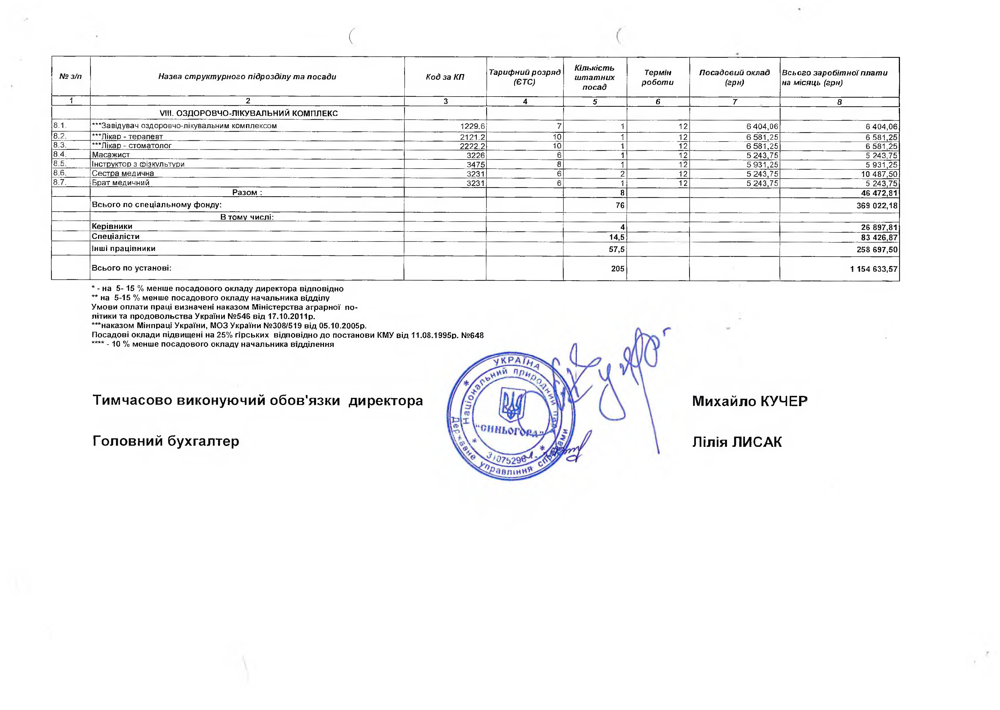 № з/п Назва структурного підрозділу та посади Код за КП Тарифний розряд (ЄТС) Кількість штатних посад Термін роботи Посадовий оклад (грн) Всього заробітної плати на місяць (грн)
1 2 3 4 5 6 7 8
VIII. ОЗДОРОВЧО-ЛІКУВАЛЬНИЙ КОМПЛЕКС
8.1. ***Завідувач оздоровчо-лікувальним комплексом 1229.6 7 1 12 6 404,06 6 404,06
8.2. ***Лікар - терапевт 2121.2 10 1 12 6 581,25 6 581,25
8.3. ***Лікар - стоматолог 2222.2 10 1 12 6 581,25 6 581,25
8.4. Масажист 3226 6 1 12 5 243,75 5 243,75
8.5. Інструктор з фізкультури 3475 8 1 12 5 931,25 5 931,25
8.6. Сестра медична 3231 6 2 12 5 243,75 10 487,50
8.7. Брат медичний 3231 6 1 12 5 243,75 5 243,75
Разом : 8 46 472,81
Всього по спеціальному фонду: 76 369 022,18
В тому числі:
Керівники 4 26 897,81
Спеціалісти 14,5 83 426,87
Інші працівники 57,5 258 697,50
Всього по установі: 205 1 154 633,57
* - на 5- 15 % менше посадового окладу директора відповідно
** на 5-15 % менше посадового окладу начальника відділу
Умови оплати праці визначені наказом Міністерства аграрної по-
літики та продовольства України №546 від 17.10.2011р.
***наказом Мінпраці України, МОЗ України №308/519 від 05.10.2005р.
Посадові оклади підвищені на 25% гірських відповідно до постанови КМУ від 11.08.1995р. №648
**** - 10 % менше посадового окладу начальника відділення
Тимчасово виконуючий обов'язки директора Михайло КУЧЕР
Головний бухгалтер Лілія ЛИСАК
УКРАЇНА
Національний природний парк
"СИНЬОГОРА"
Державне управління справами